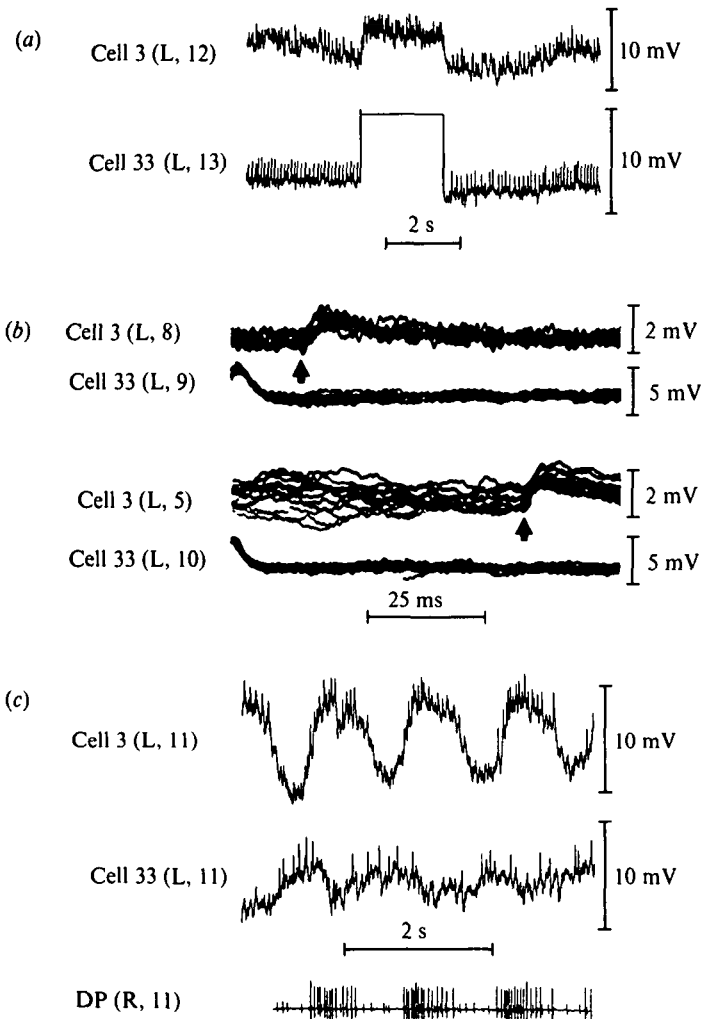 (a)
Cell 3 (L, 12)
10 mV
Cell 33 (L, 13)
10 mV
2 s
(b)
Cell 3 (L, 8)
2 mV
Cell 33 (L, 9)
5 mV
Cell 3 (L, 5)
2 mV
Cell 33 (L, 10)
5 mV
25 ms
(c)
Cell 3 (L, 11)
10 mV
Cell 33 (L, 11)
10 mV
2 s
DP (R, 11)